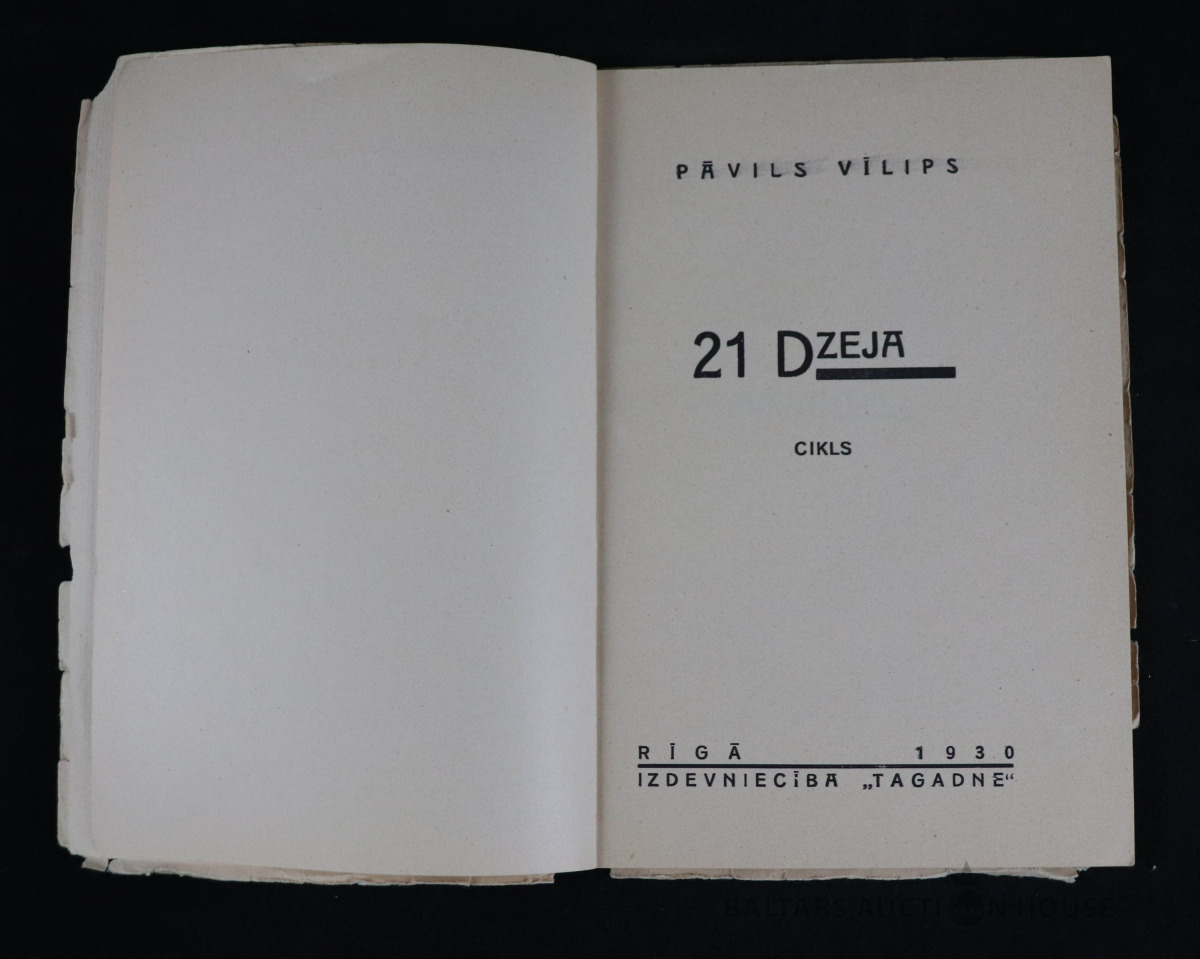 PĀVILS VĪLIPS
21 DZEJA
CIKLS
RĪGĀ 1930
IZDEVNIECĪBA „TAGADNE“
BALTARS AUCTION HOUSE